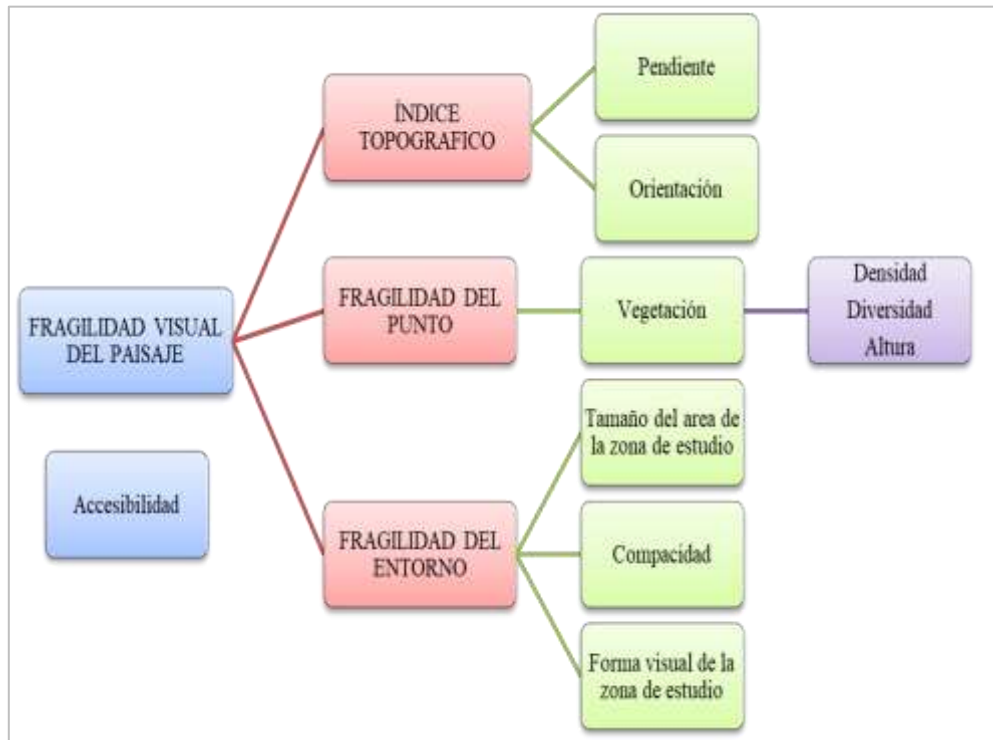 FRAGILIDAD VISUAL
DEL PAISAJE
Accesibilidad
ÍNDICE
TOPOGRAFICO
Pendiente
Orientación
FRAGILIDAD DEL
PUNTO
Vegetación
Densidad
Diversidad
Altura
FRAGILIDAD DEL
ENTORNO
Tamaño del area de
la zona de estudio
Compacidad
Forma visual de la
zona de estudio